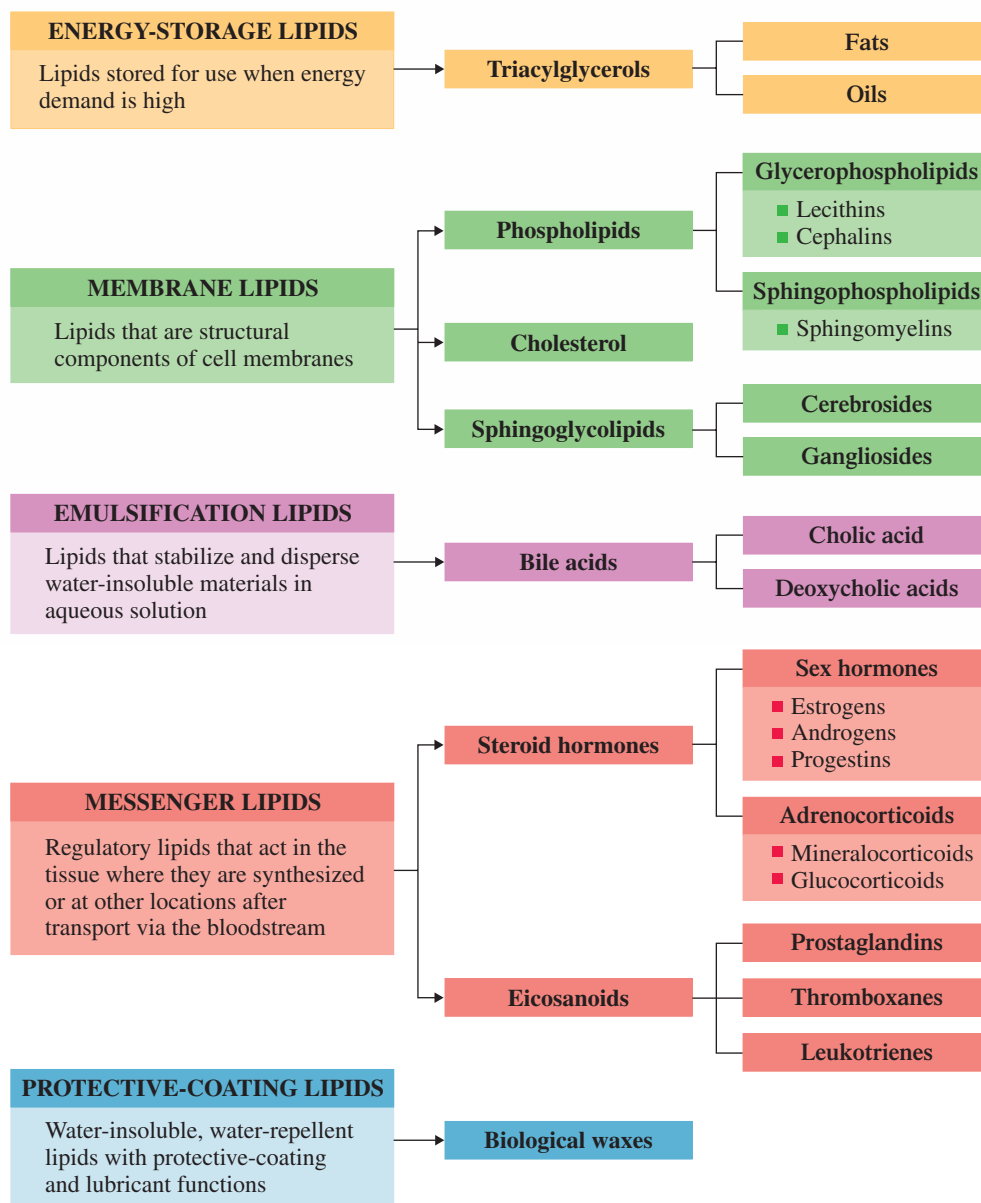 ENERGY-STORAGE LIPIDS
Lipids stored for use when energy
demand is high
Triacylglycerols
Fats
Oils
MEMBRANE LIPIDS
Lipids that are structural
components of cell membranes
Phospholipids
Glycerophospholipids
Lecithins
Cephalins
Sphingophospholipids
Sphingomyelins
Cholesterol
Sphingoglycolipids
Cerebrosides
Gangliosides
EMULSIFICATION LIPIDS
Lipids that stabilize and disperse
water-insoluble materials in
aqueous solution
Bile acids
Cholic acid
Deoxycholic acids
MESSENGER LIPIDS
Regulatory lipids that act in the
tissue where they are synthesized
or at other locations after
transport via the bloodstream
Steroid hormones
Sex hormones
Estrogens
Androgens
Progestins
Adrenocorticoids
Mineralocorticoids
Glucocorticoids
Eicosanoids
Prostaglandins
Thromboxanes
Leukotrienes
PROTECTIVE-COATING LIPIDS
Water-insoluble, water-repellent
lipids with protective-coating
and lubricant functions
Biological waxes